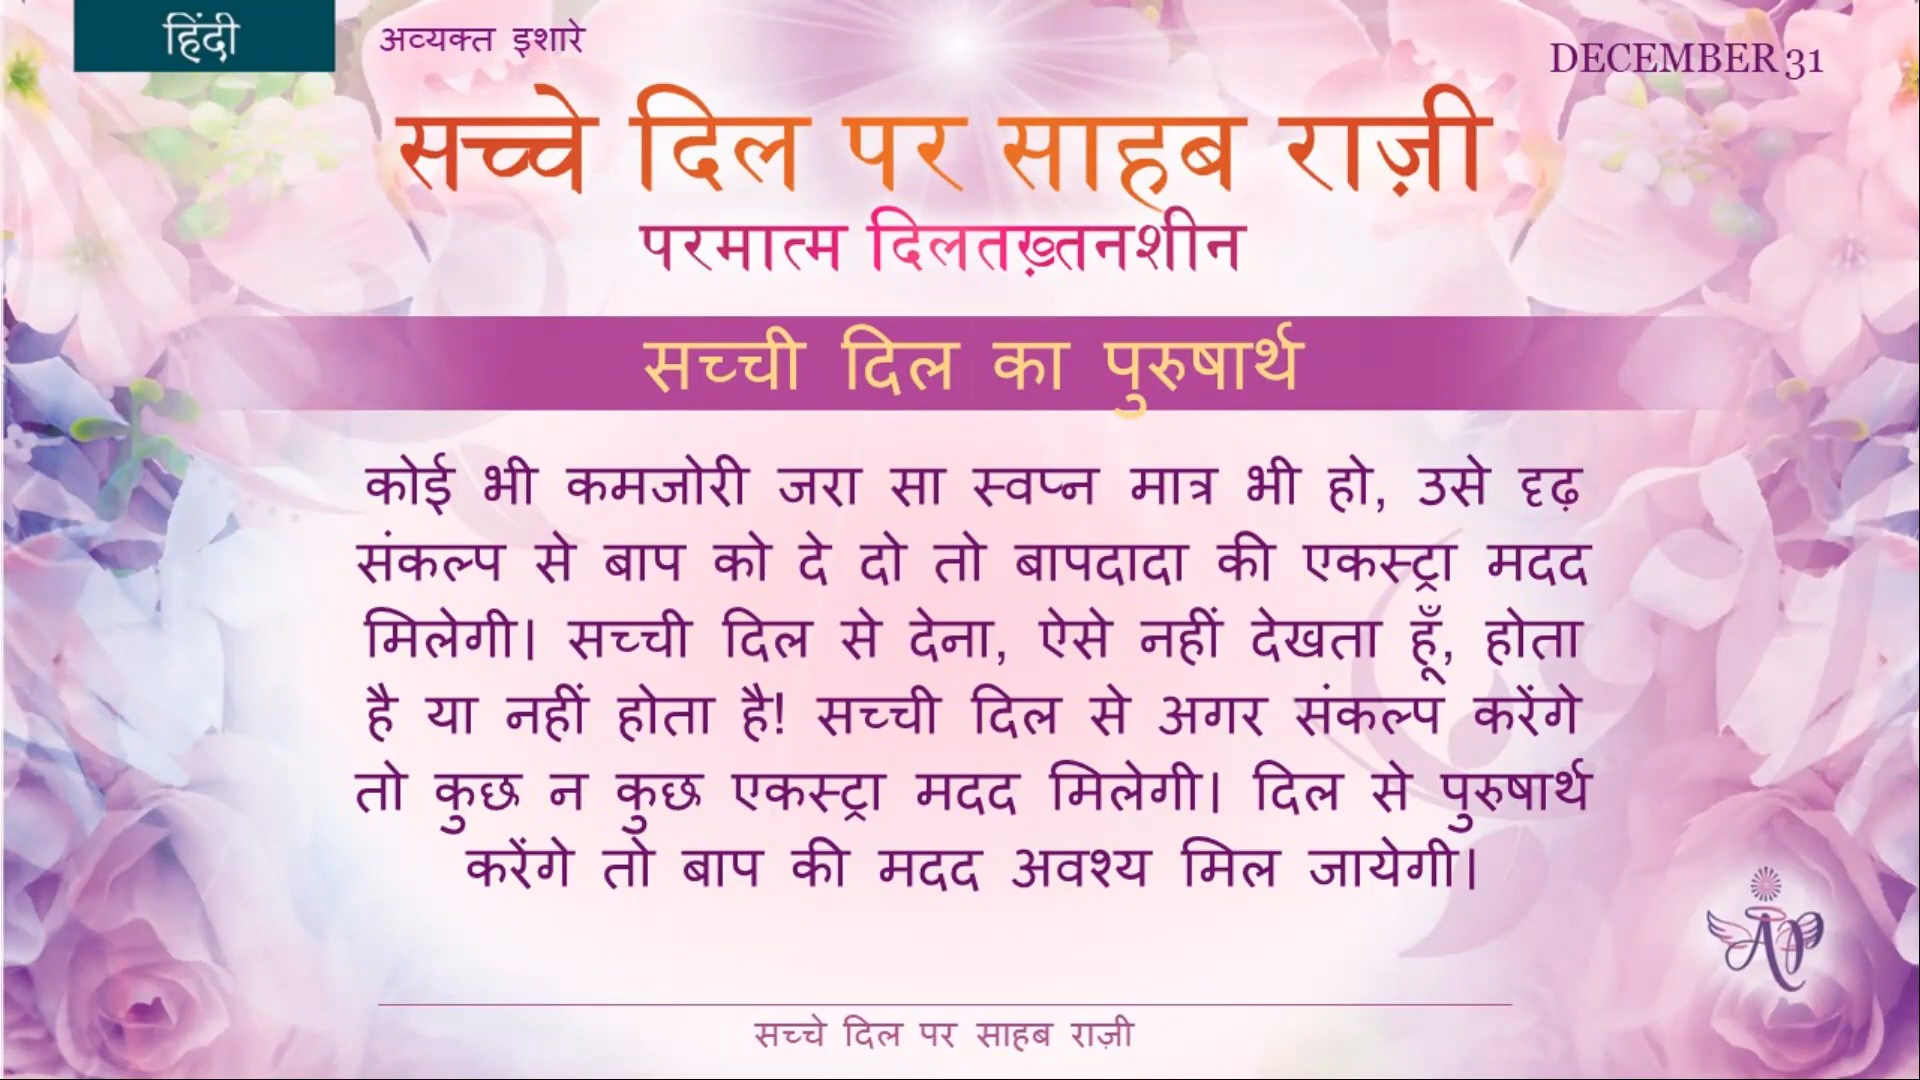 हिंदी
अव्यक्त इशारे
DECEMBER 31
सच्चे दिल पर साहब राज़ी
परमात्म दिलतख़्तनशीन
सच्ची दिल का पुरुषार्थ
कोई भी कमजोरी जरा सा स्वप्न मात्र भी हो, उसे दृढ़
संकल्प से बाप को दे दो तो बापदादा की एकस्ट्रा मदद
मिलेगी। सच्ची दिल से देना, ऐसे नहीं देखता हूँ, होता
है या नहीं होता है! सच्ची दिल से अगर संकल्प करेंगे
तो कुछ न कुछ एकस्ट्रा मदद मिलेगी। दिल से पुरुषार्थ
करेंगे तो बाप की मदद अवश्य मिल जायेगी।
AP
सच्चे दिल पर साहब राज़ी